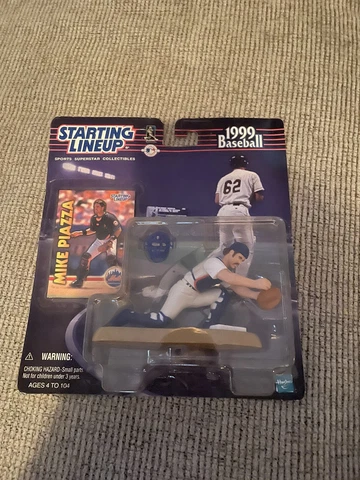 STARTING
LINEUP
SPORTS SUPERSTAR COLLECTIBLES
1999
Baseball
62
MIKE PIAZZA
WARNING:
CHOKING HAZARD-Small parts
Not for children under 3 years.
AGES 4 TO 104
Hasbro